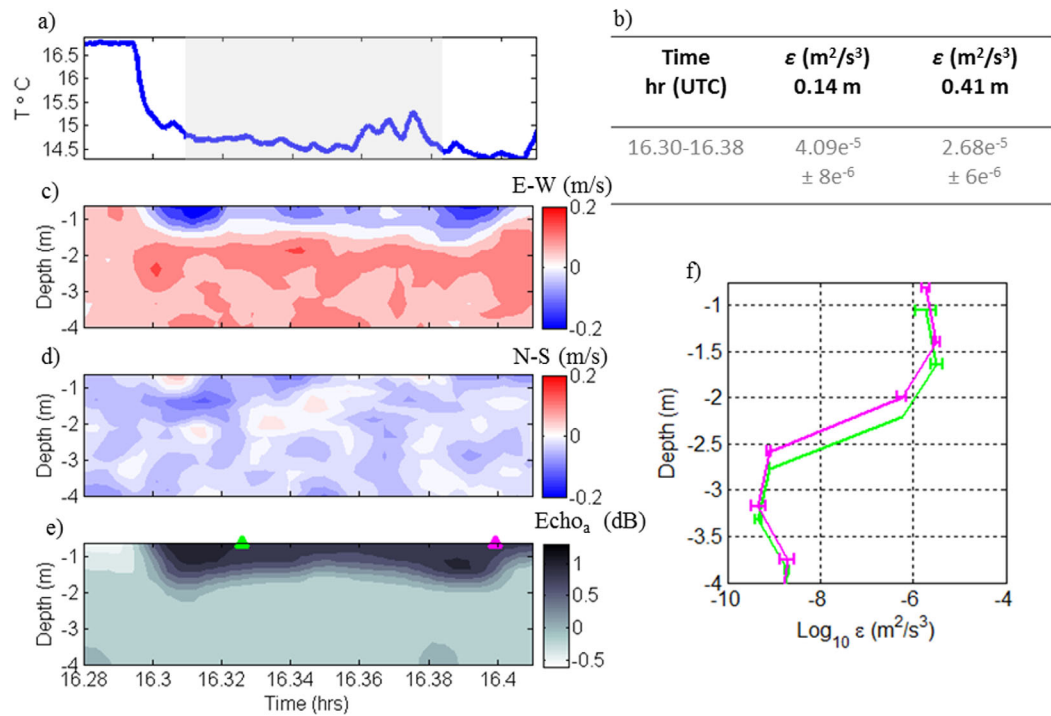 a)
16.5
16
15.5
15
14.5
T ° C
b)
Time ε (m²/s³) ε (m²/s³)
hr (UTC) 0.14 m 0.41 m
16.30-16.38 4.09e⁻⁵ 2.68e⁻⁵
± 8e⁻⁶ ± 6e⁻⁶
c)
E-W (m/s)
-1
-2
-3
-4
Depth (m)
0.2
0
-0.2
d)
N-S (m/s)
-1
-2
-3
-4
Depth (m)
0.2
0
-0.2
e)
Echoₐ (dB)
-1
-2
-3
-4
Depth (m)
1
0.5
0
-0.5
16.28 16.3 16.32 16.34 16.36 16.38 16.4
Time (hrs)
f)
-1
-1.5
-2
-2.5
-3
-3.5
-4
Depth (m)
-10 -8 -6 -4
Log₁₀ ε (m²/s³)